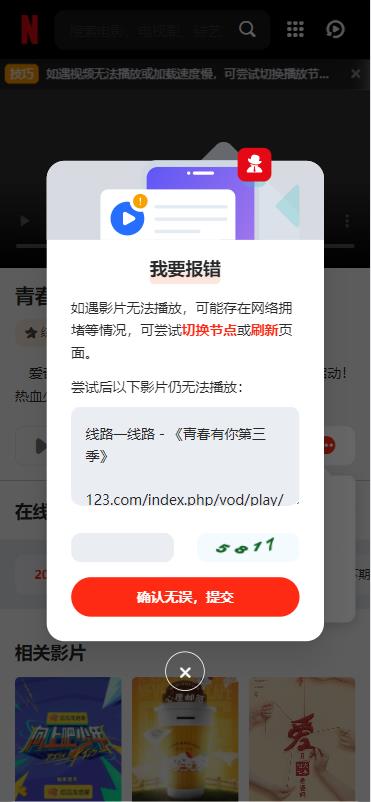 N
搜索电影、电视剧、综艺
技巧 如遇视频无法播放或加载速度慢，可尝试切换播放节...
我要报错
如遇影片无法播放，可能存在网络拥
堵等情况，可尝试切换节点或刷新页
面。
尝试后以下影片仍无法播放：
线路一线路 - 《青春有你第三
季》
123.com/index.php/vod/play/
5817
确认无误，提交
青春
爱
动！
热血
在线
20
期
相关影片
向上吧少年
爱